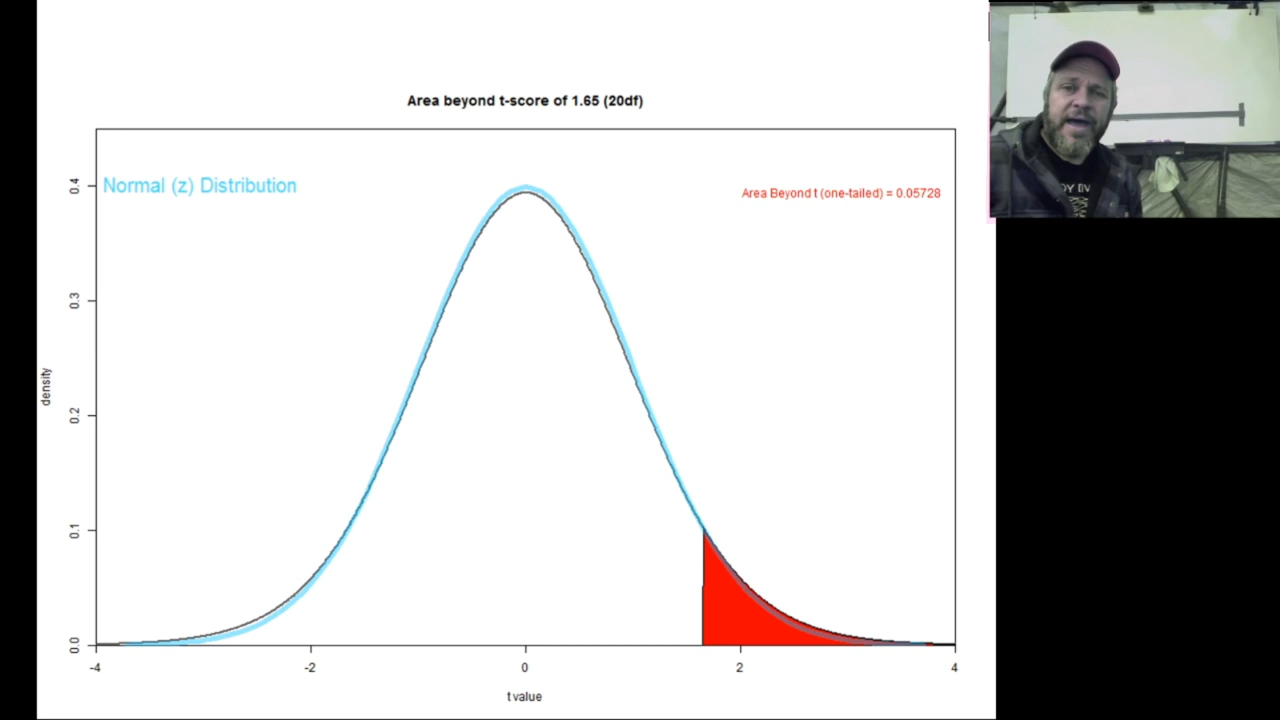 Area beyond t-score of 1.65 (20df)
Normal (z) Distribution
Area Beyond t (one-tailed) = 0.05728
0.4
0.3
0.2
0.1
0.0
density
-4 -2 0 2 4
t value